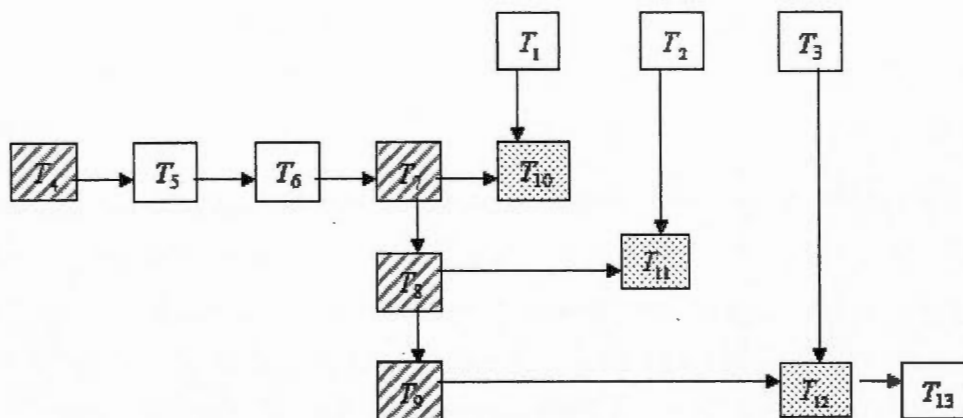 T₁ T₂ T₃
T₄ T₅ T₆ T₇ T₁₀
T₈ T₁₁
T₉ T₁₂ T₁₃